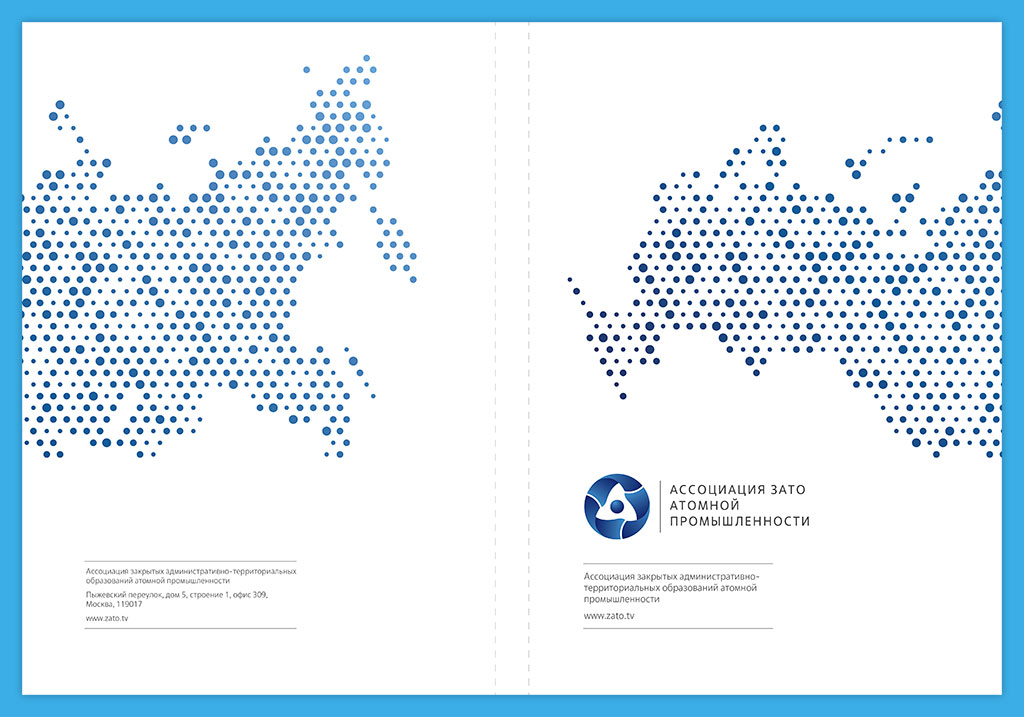 АССОЦИАЦИЯ ЗАТО
АТОМНОЙ
ПРОМЫШЛЕННОСТИ
Ассоциация закрытых административно-территориальных
образований атомной промышленности
Пыжевский переулок, дом 5, строение 1, офис 309,
Москва, 119017
www.zato.tv
Ассоциация закрытых административно-
территориальных образований атомной
промышленности
www.zato.tv